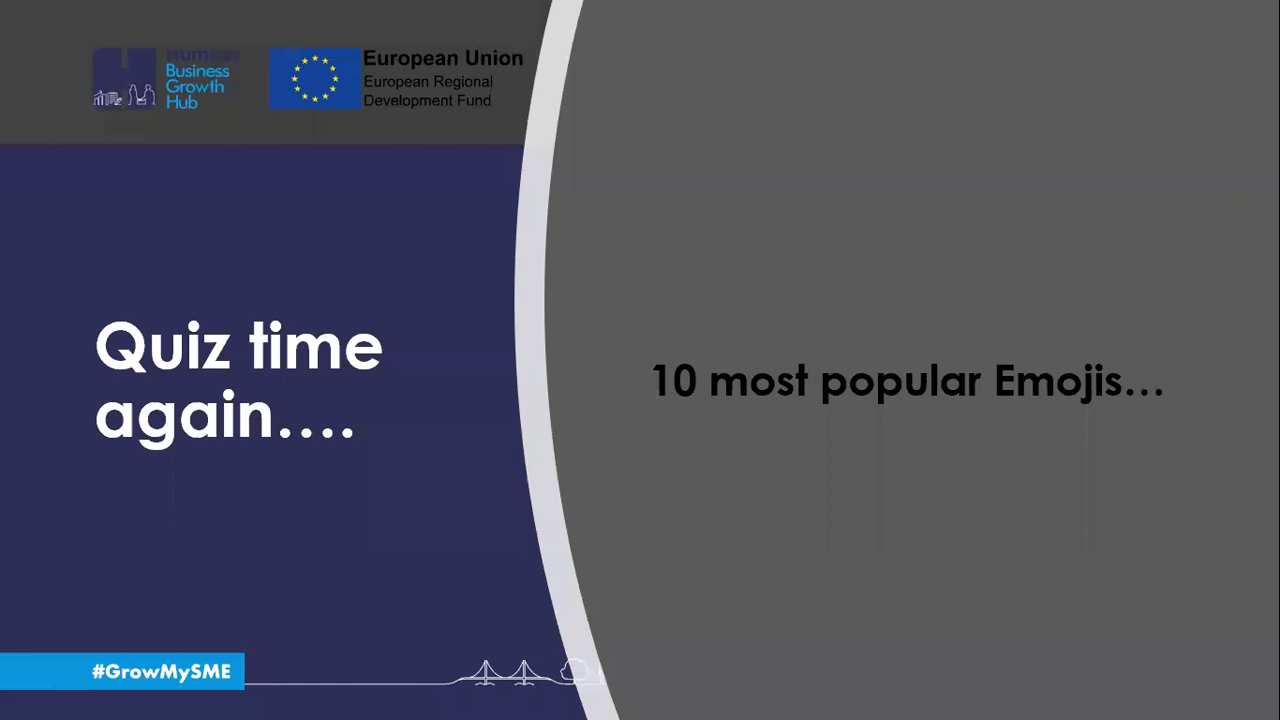 Business
Growth
Hub
European Union
European Regional
Development Fund
Quiz time
again....
10 most popular Emojis...
#GrowMySME